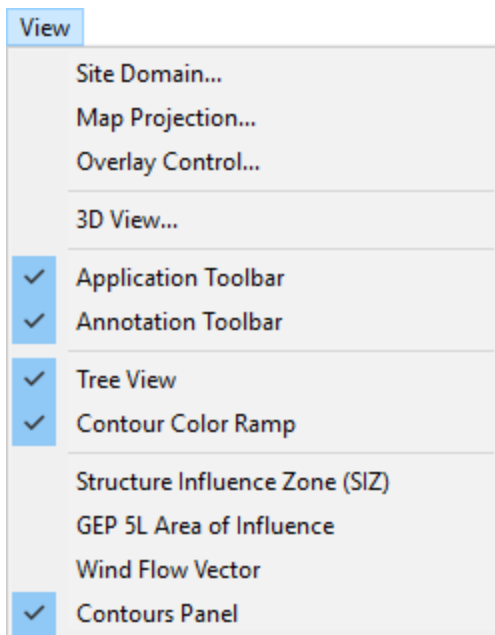 View
Site Domain...
Map Projection...
Overlay Control...
3D View...
Application Toolbar
Annotation Toolbar
Tree View
Contour Color Ramp
Structure Influence Zone (SIZ)
GEP 5L Area of Influence
Wind Flow Vector
Contours Panel